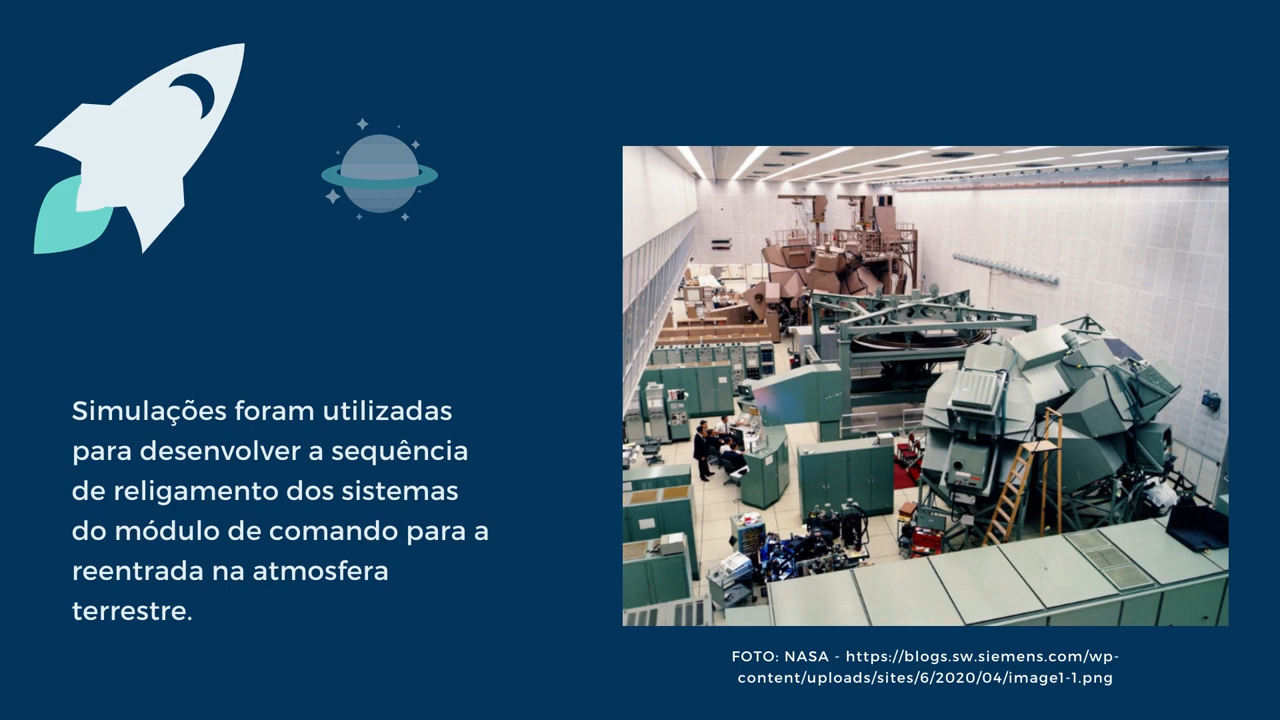 Simulações foram utilizadas
para desenvolver a sequência
de religamento dos sistemas
do módulo de comando para a
reentrada na atmosfera
terrestre.
FOTO: NASA - https://blogs.sw.siemens.com/wp-
content/uploads/sites/6/2020/04/image1-1.png